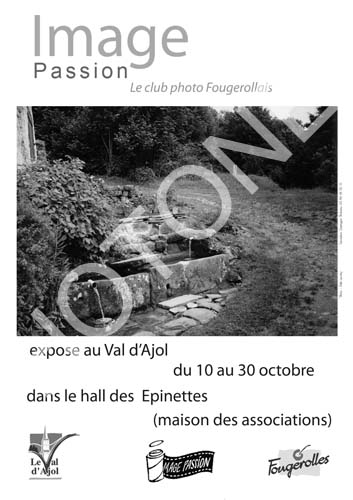 Image
Passion
Le club photo Fougerollais
expose au Val d'Ajol
du 10 au 30 octobre
dans le hall des Epinettes
(maison des associations)
Le Val
d'Ajol
IMAGE PASSION
Fougerolles